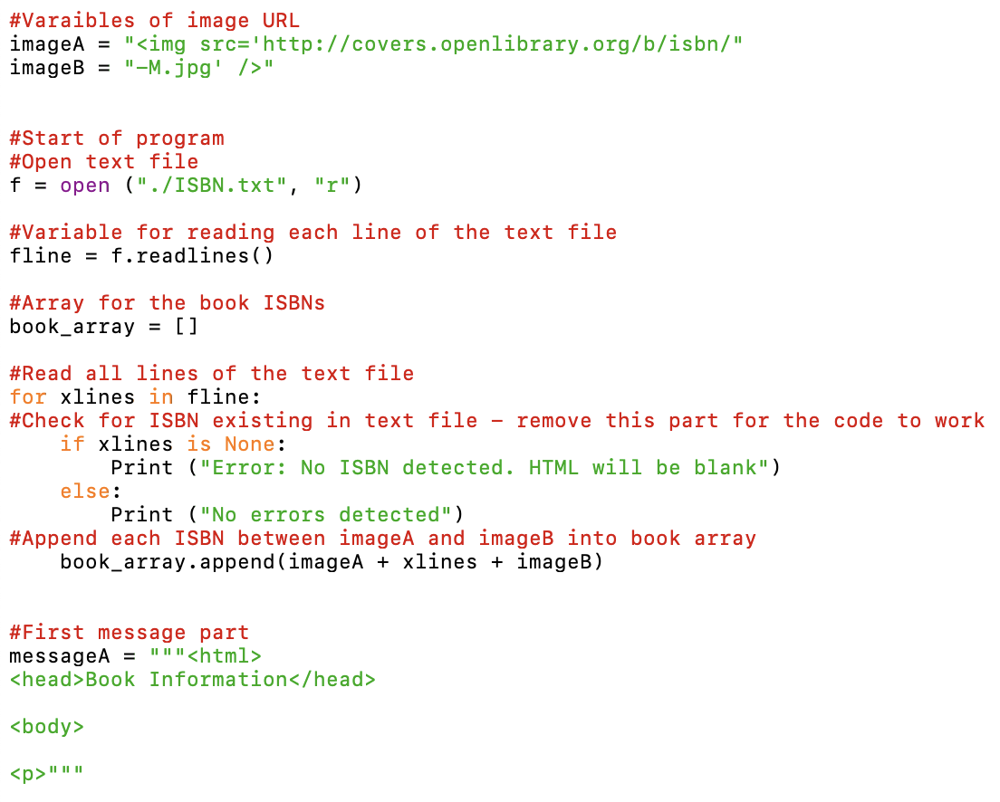 #Varaibles of image URL
imageA = "<img src='http://covers.openlibrary.org/b/isbn/"
imageB = "-M.jpg' />"
#Start of program
#Open text file
f = open ("./ISBN.txt", "r")
#Variable for reading each line of the text file
fline = f.readlines()
#Array for the book ISBNs
book_array = []
#Read all lines of the text file
for xlines in fline:
#Check for ISBN existing in text file – remove this part for the code to work
    if xlines is None:
        Print ("Error: No ISBN detected. HTML will be blank")
    else:
        Print ("No errors detected")
#Append each ISBN between imageA and imageB into book array
    book_array.append(imageA + xlines + imageB)
#First message part
messageA = """<html>
<head>Book Information</head>
<body>
<p>"""